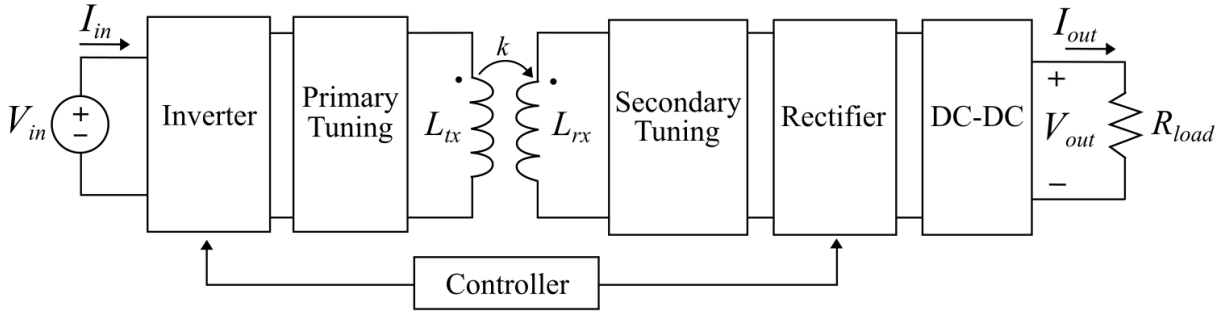 I_in
V_in
+
−
Inverter
Primary
Tuning
L_tx
k
L_rx
Secondary
Tuning
Rectifier
DC-DC
I_out
+
V_out
−
R_load
Controller